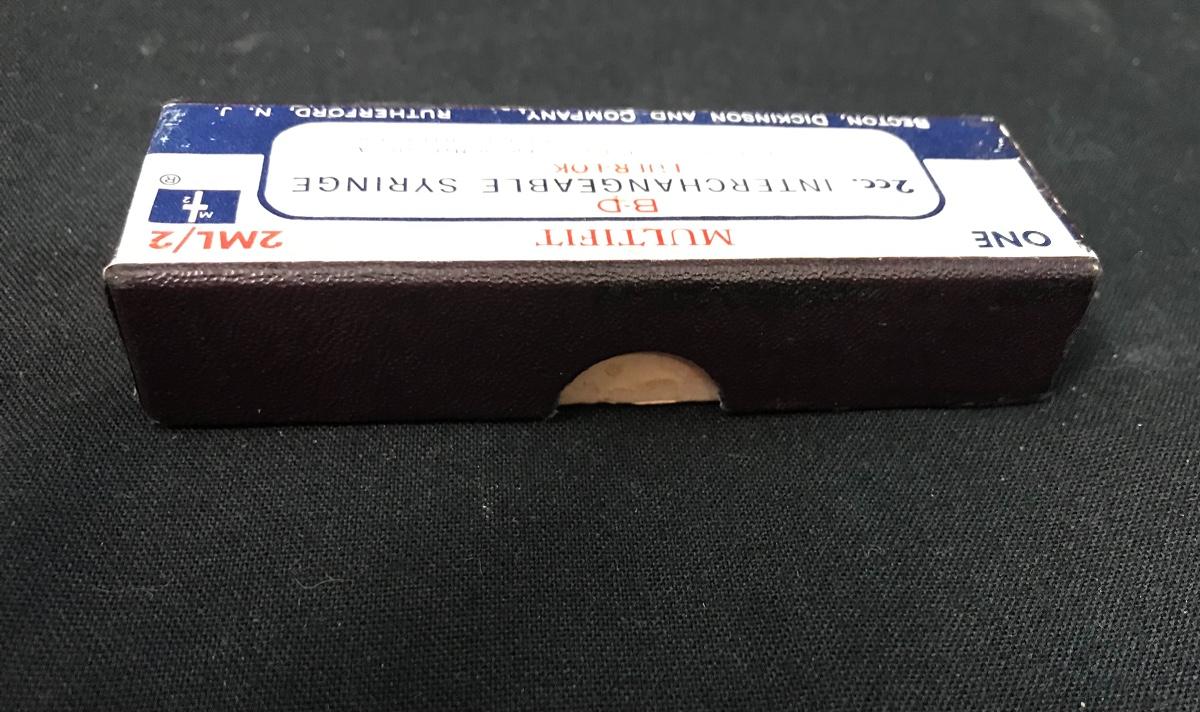 ONE MULTIFIT 2ML/2
B-D
2cc. INTERCHANGEABLE SYRINGE ®
LUER-LOK
BECTON, DICKINSON AND COMPANY, RUTHERFORD, N. J.